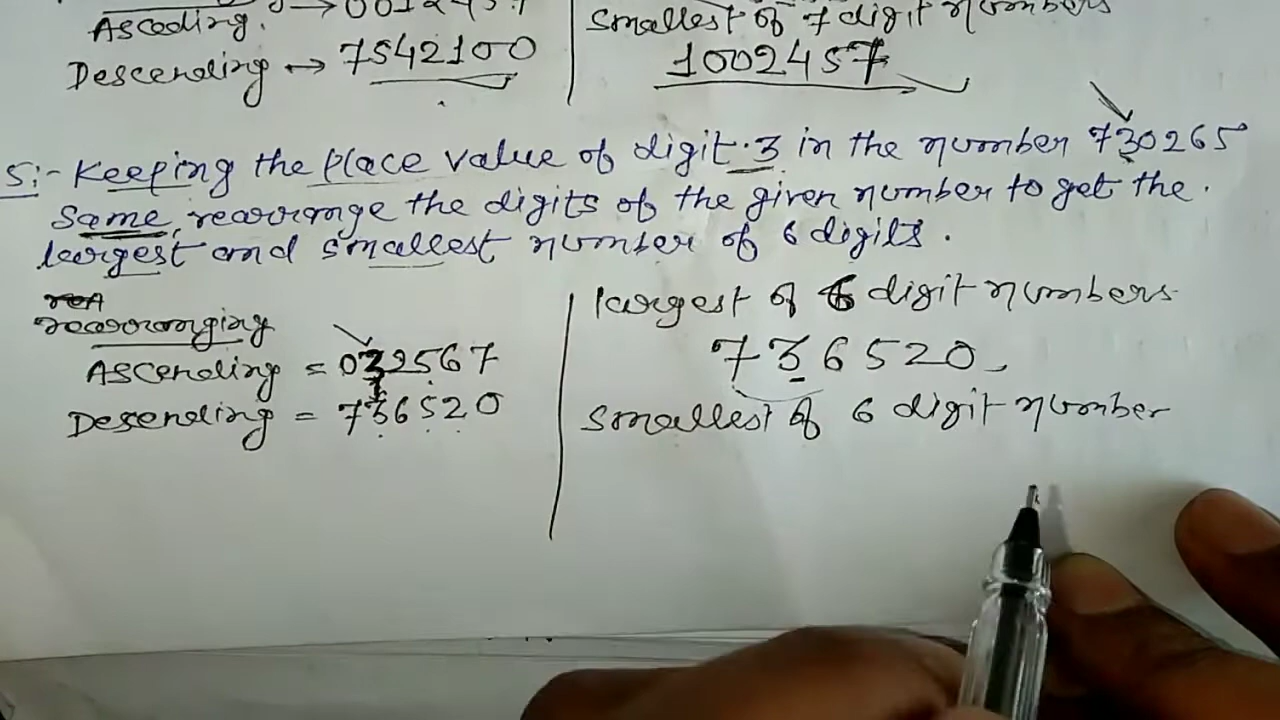 Asceding.
Descending → 7542100
smallest of 7 digit numbers
1002457
5:- Keeping the place value of digit 3 in the number 730265
same, rearrange the digits of the given number to get the
largest and smallest number of 6 digits.
rearranging
Ascending = 032567
Desending = 736520
largest of 6 digit numbers
736520
smallest of 6 digit number